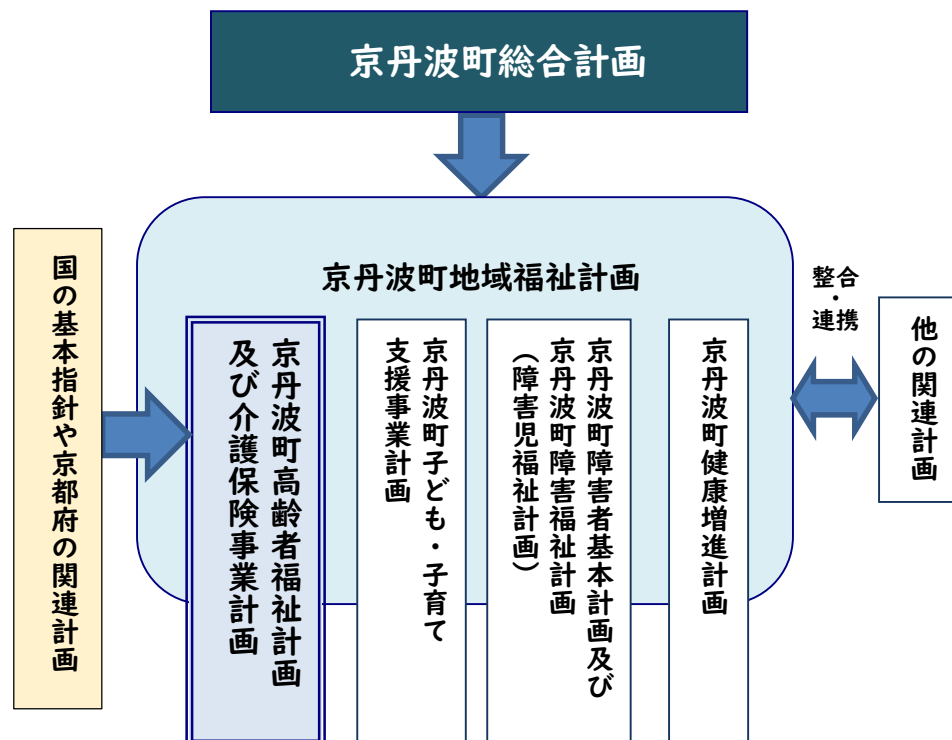 京丹波町総合計画
京丹波町地域福祉計画
国の基本指針や京都府の関連計画
京丹波町高齢者福祉計画
及び介護保険事業計画
京丹波町子ども・子育て
支援事業計画
京丹波町障害者基本計画及び
京丹波町障害福祉計画
（障害児福祉計画）
京丹波町健康増進計画
整合
・
連携
他の関連計画